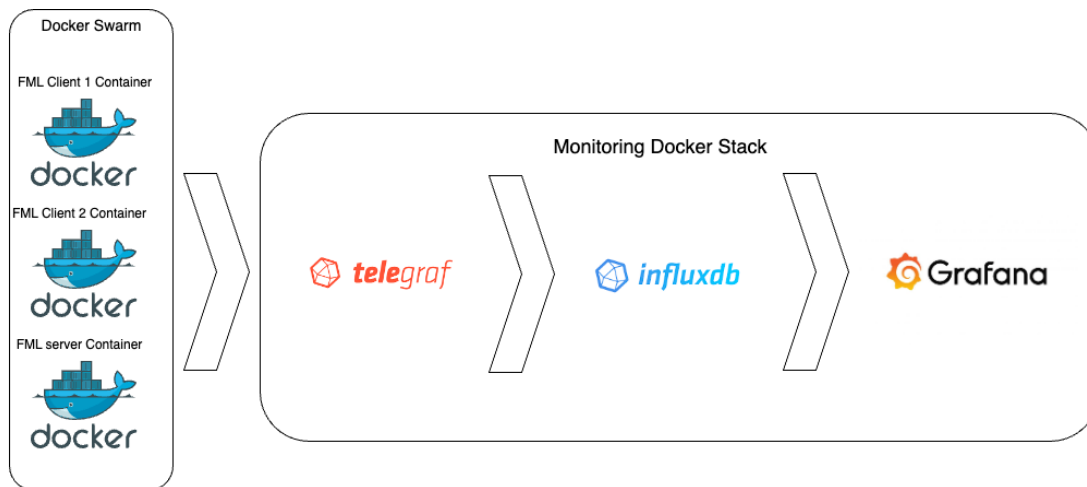 Docker Swarm
FML Client 1 Container
docker
FML Client 2 Container
docker
FML server Container
docker
Monitoring Docker Stack
telegraf
influxdb
Grafana